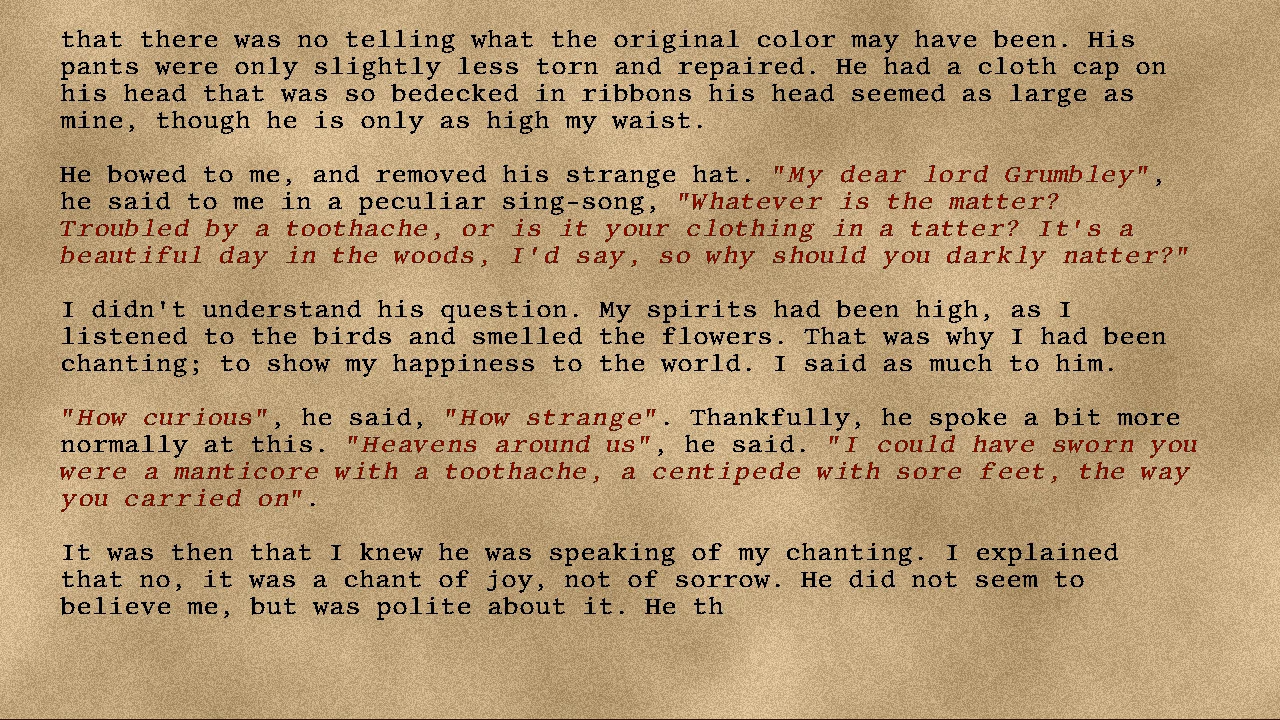 that there was no telling what the original color may have been. His
pants were only slightly less torn and repaired. He had a cloth cap on
his head that was so bedecked in ribbons his head seemed as large as
mine, though he is only as high my waist.
He bowed to me, and removed his strange hat. "My dear lord Grumbley",
he said to me in a peculiar sing-song, "Whatever is the matter?
Troubled by a toothache, or is it your clothing in a tatter? It's a
beautiful day in the woods, I'd say, so why should you darkly natter?"
I didn't understand his question. My spirits had been high, as I
listened to the birds and smelled the flowers. That was why I had been
chanting; to show my happiness to the world. I said as much to him.
"How curious", he said, "How strange". Thankfully, he spoke a bit more
normally at this. "Heavens around us", he said. "I could have sworn you
were a manticore with a toothache, a centipede with sore feet, the way
you carried on".
It was then that I knew he was speaking of my chanting. I explained
that no, it was a chant of joy, not of sorrow. He did not seem to
believe me, but was polite about it. He th